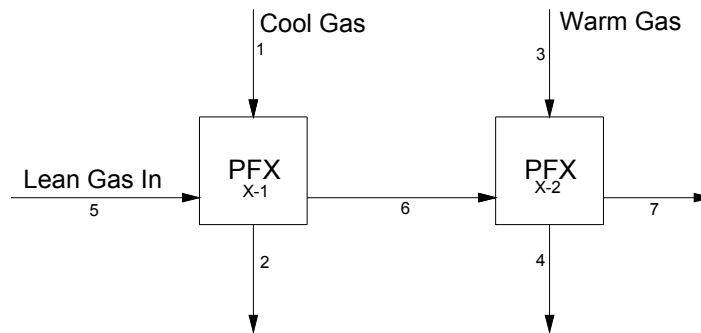 Cool Gas
Warm Gas
1
3
PFX
X-1
PFX
X-2
Lean Gas In
5
6
7
2
4